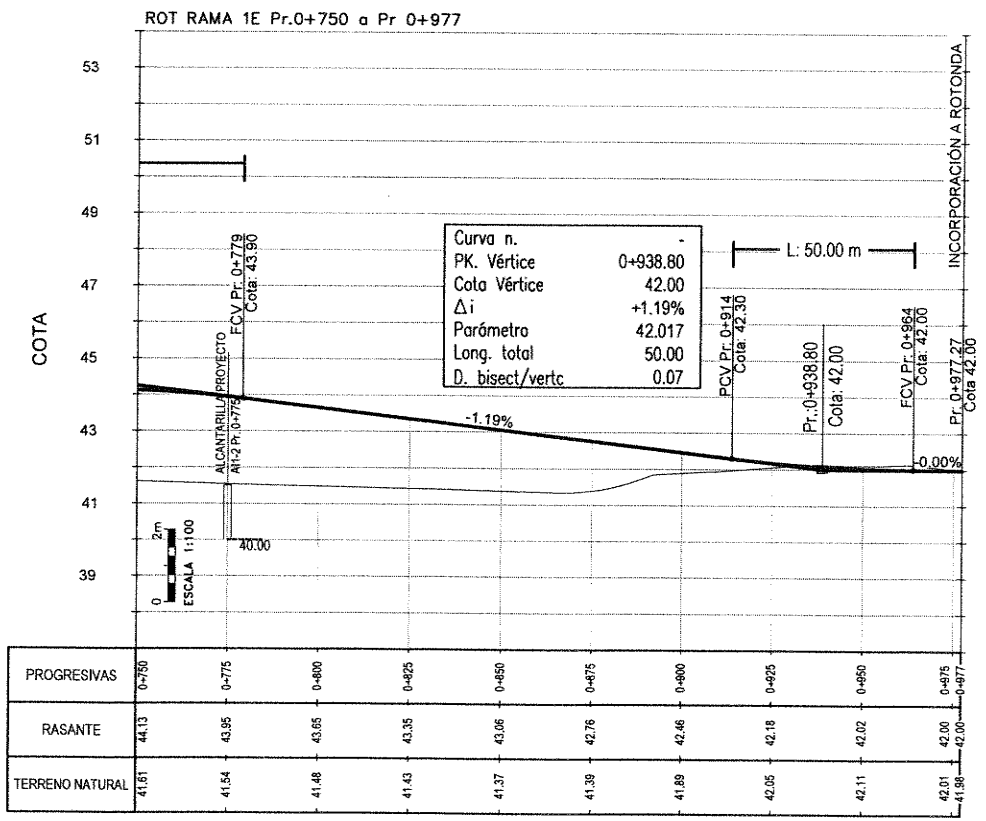 ROT RAMA 1E Pr.0+750 a Pr 0+977
COTA
53
51
49
47
45
43
41
39
INCORPORACIÓN A ROTONDA
Curva n. -
PK. Vértice 0+938.80
Cota Vértice 42.00
Δi +1.19%
Parámetro 42.017
Long. total 50.00
D. bisect/vertc 0.07
L: 50.00 m
ALCANTARILLA PROYECTO
Al1-2 Pr.:0+775
FCV Pr: 0+779
Cota: 43.90
-1.19%
PCV Pr: 0+914
Cota: 42.30
Pr.:0+938.80
Cota: 42.00
FCV Pr: 0+964
Cota: 42.00
-0.00%
Pr: 0+977.27
Cota 42.00
0 2m
ESCALA 1:100
40.00
PROGRESIVAS 0+750 0+775 0+800 0+825 0+850 0+875 0+900 0+925 0+950 0+975 0+977
RASANTE 44.13 43.95 43.65 43.35 43.06 42.76 42.46 42.18 42.02 42.00 42.00
TERRENO NATURAL 41.61 41.54 41.48 41.43 41.37 41.39 41.89 42.05 42.11 42.01 41.98